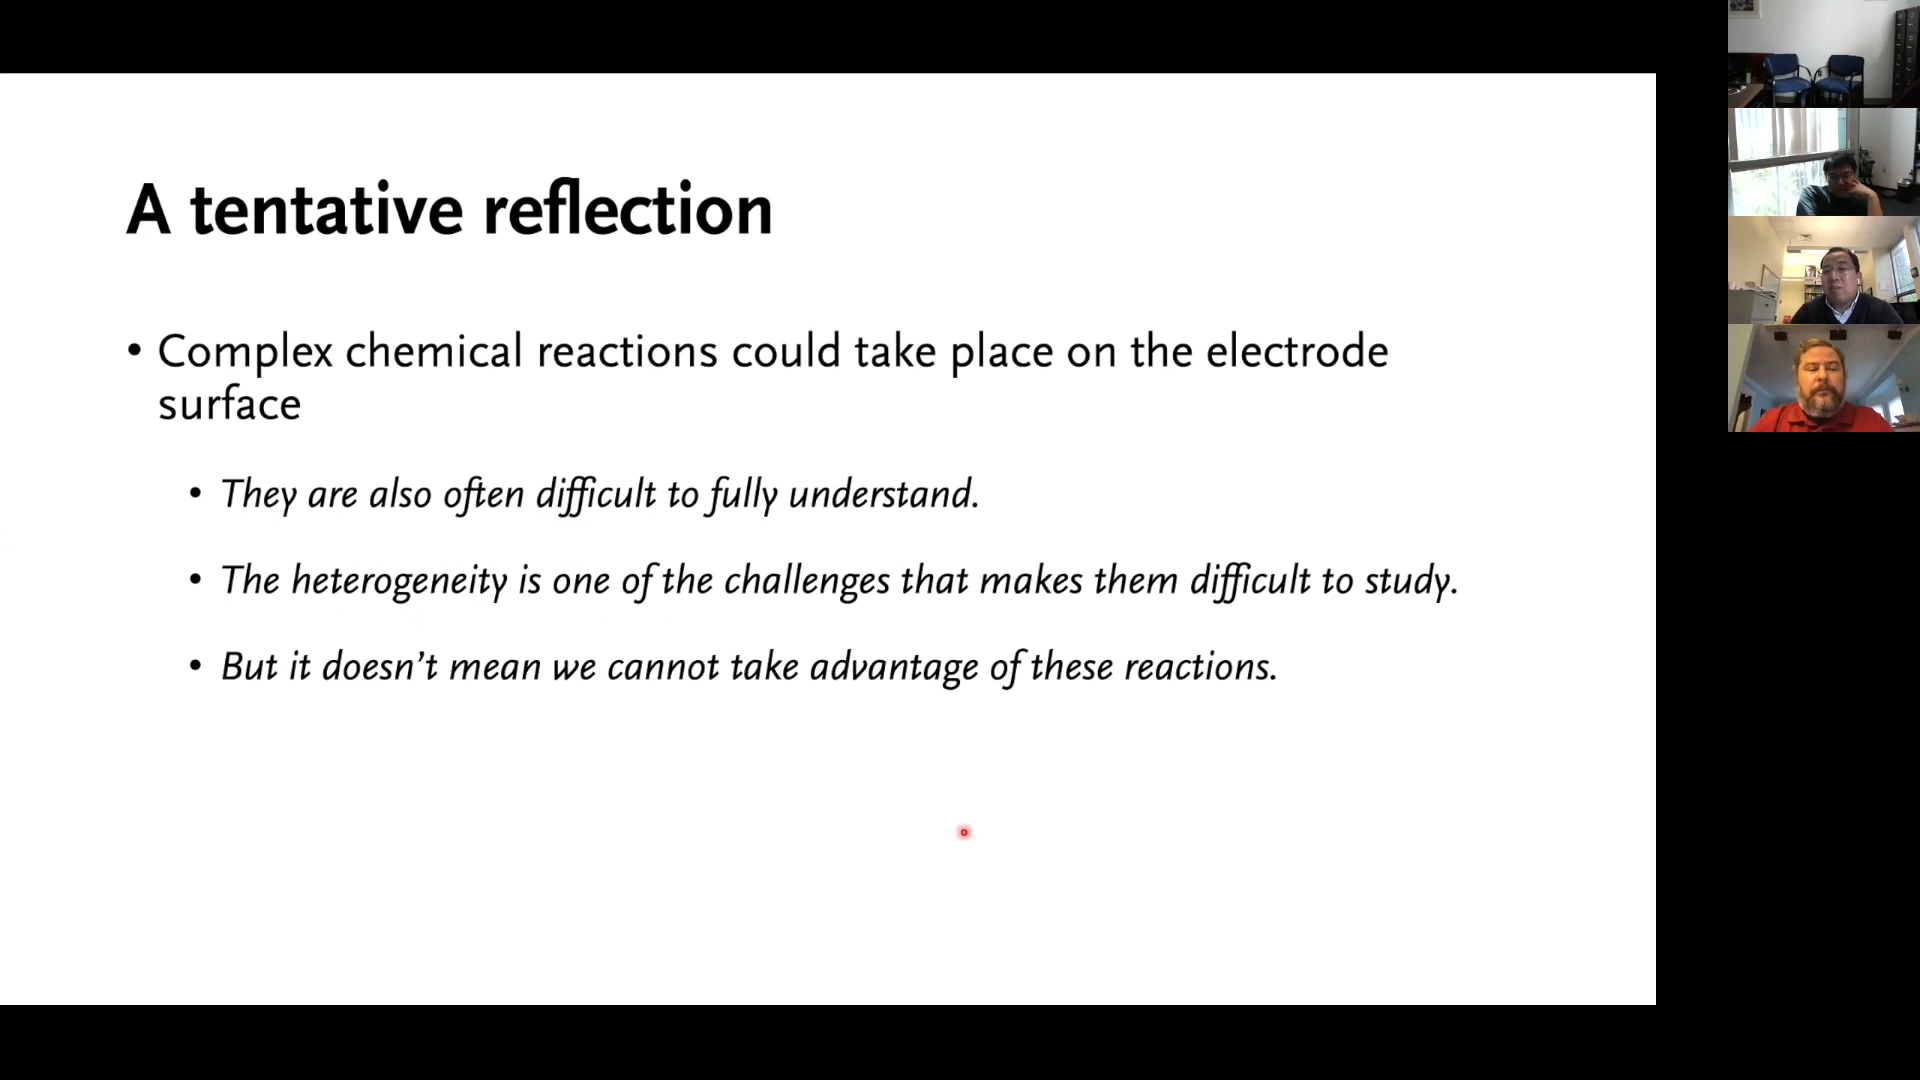 A tentative reflection
• Complex chemical reactions could take place on the electrode
surface
• They are also often difficult to fully understand.
• The heterogeneity is one of the challenges that makes them difficult to study.
• But it doesn’t mean we cannot take advantage of these reactions.